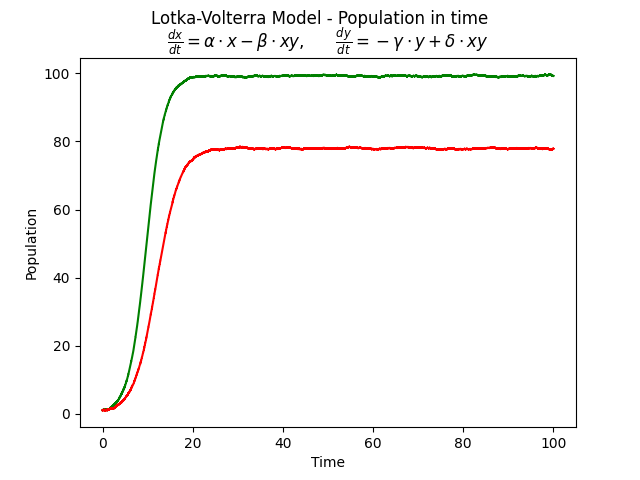 Lotka-Volterra Model - Population in time
dx/dt = α · x − β · xy,    dy/dt = −γ · y + δ · xy
100
80
60
40
20
0
Population
0 20 40 60 80 100
Time